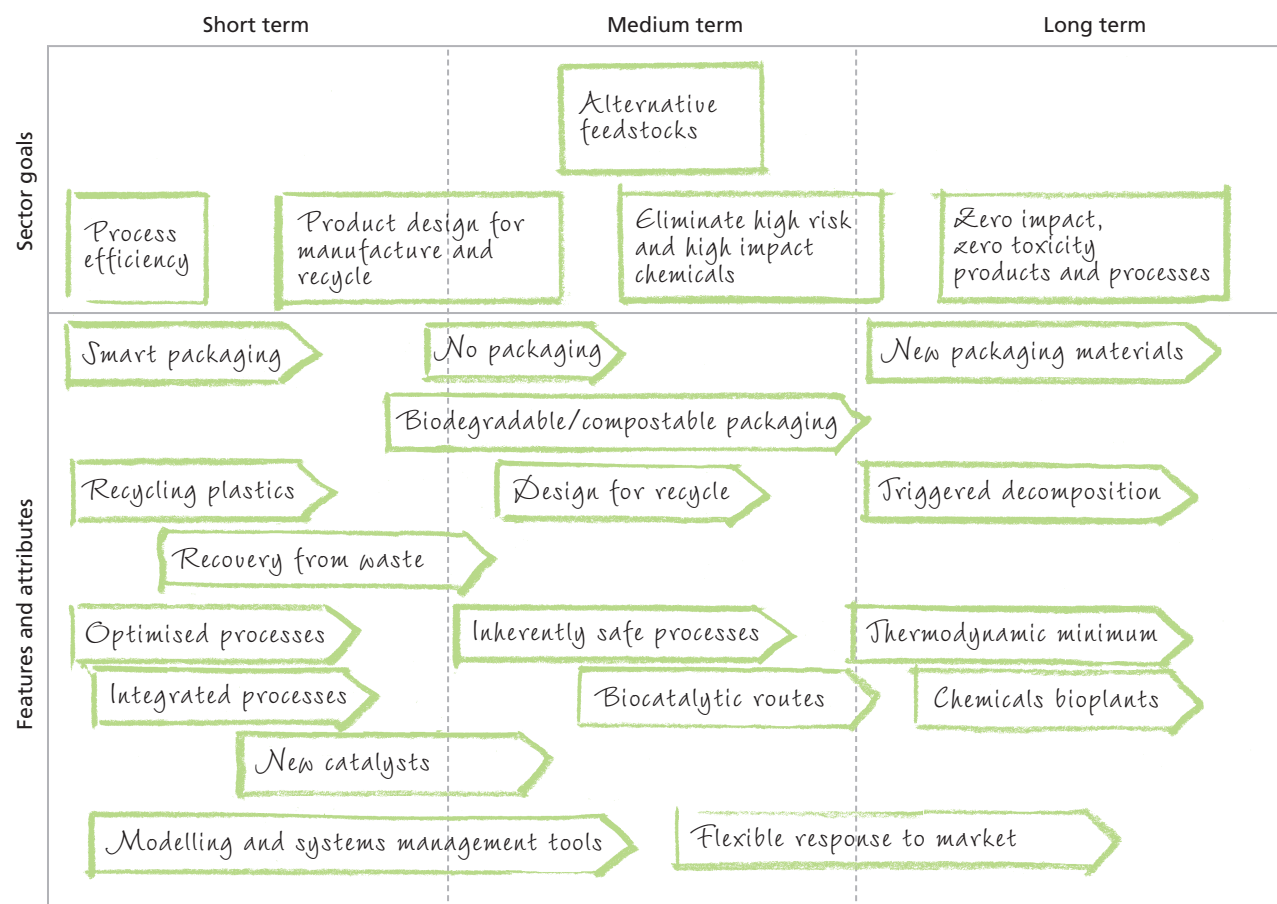 Short term
Medium term
Long term
Sector goals
Alternative
feedstocks
Process
efficiency
Product design for
manufacture and
recycle
Eliminate high risk
and high impact
chemicals
Zero impact,
zero toxicity
products and processes
Features and attributes
Smart packaging
No packaging
New packaging materials
Biodegradable/compostable packaging
Recycling plastics
Design for recycle
Triggered decomposition
Recovery from waste
Optimised processes
Inherently safe processes
Thermodynamic minimum
Integrated processes
Biocatalytic routes
Chemicals bioplants
New catalysts
Modelling and systems management tools
Flexible response to market